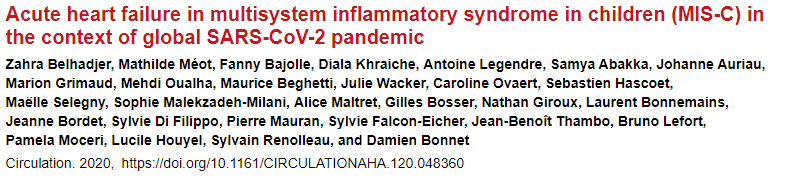 Acute heart failure in multisystem inflammatory syndrome in children (MIS-C) in
the context of global SARS-CoV-2 pandemic
Zahra Belhadjer, Mathilde Méot, Fanny Bajolle, Diala Khraiche, Antoine Legendre, Samya Abakka, Johanne Auriau,
Marion Grimaud, Mehdi Oualha, Maurice Beghetti, Julie Wacker, Caroline Ovaert, Sebastien Hascoet,
Maëlle Selegny, Sophie Malekzadeh-Milani, Alice Maltret, Gilles Bosser, Nathan Giroux, Laurent Bonnemains,
Jeanne Bordet, Sylvie Di Filippo, Pierre Mauran, Sylvie Falcon-Eicher, Jean-Benoît Thambo, Bruno Lefort,
Pamela Moceri, Lucile Houyel, Sylvain Renolleau, and Damien Bonnet
Circulation. 2020, https://doi.org/10.1161/CIRCULATIONAHA.120.048360